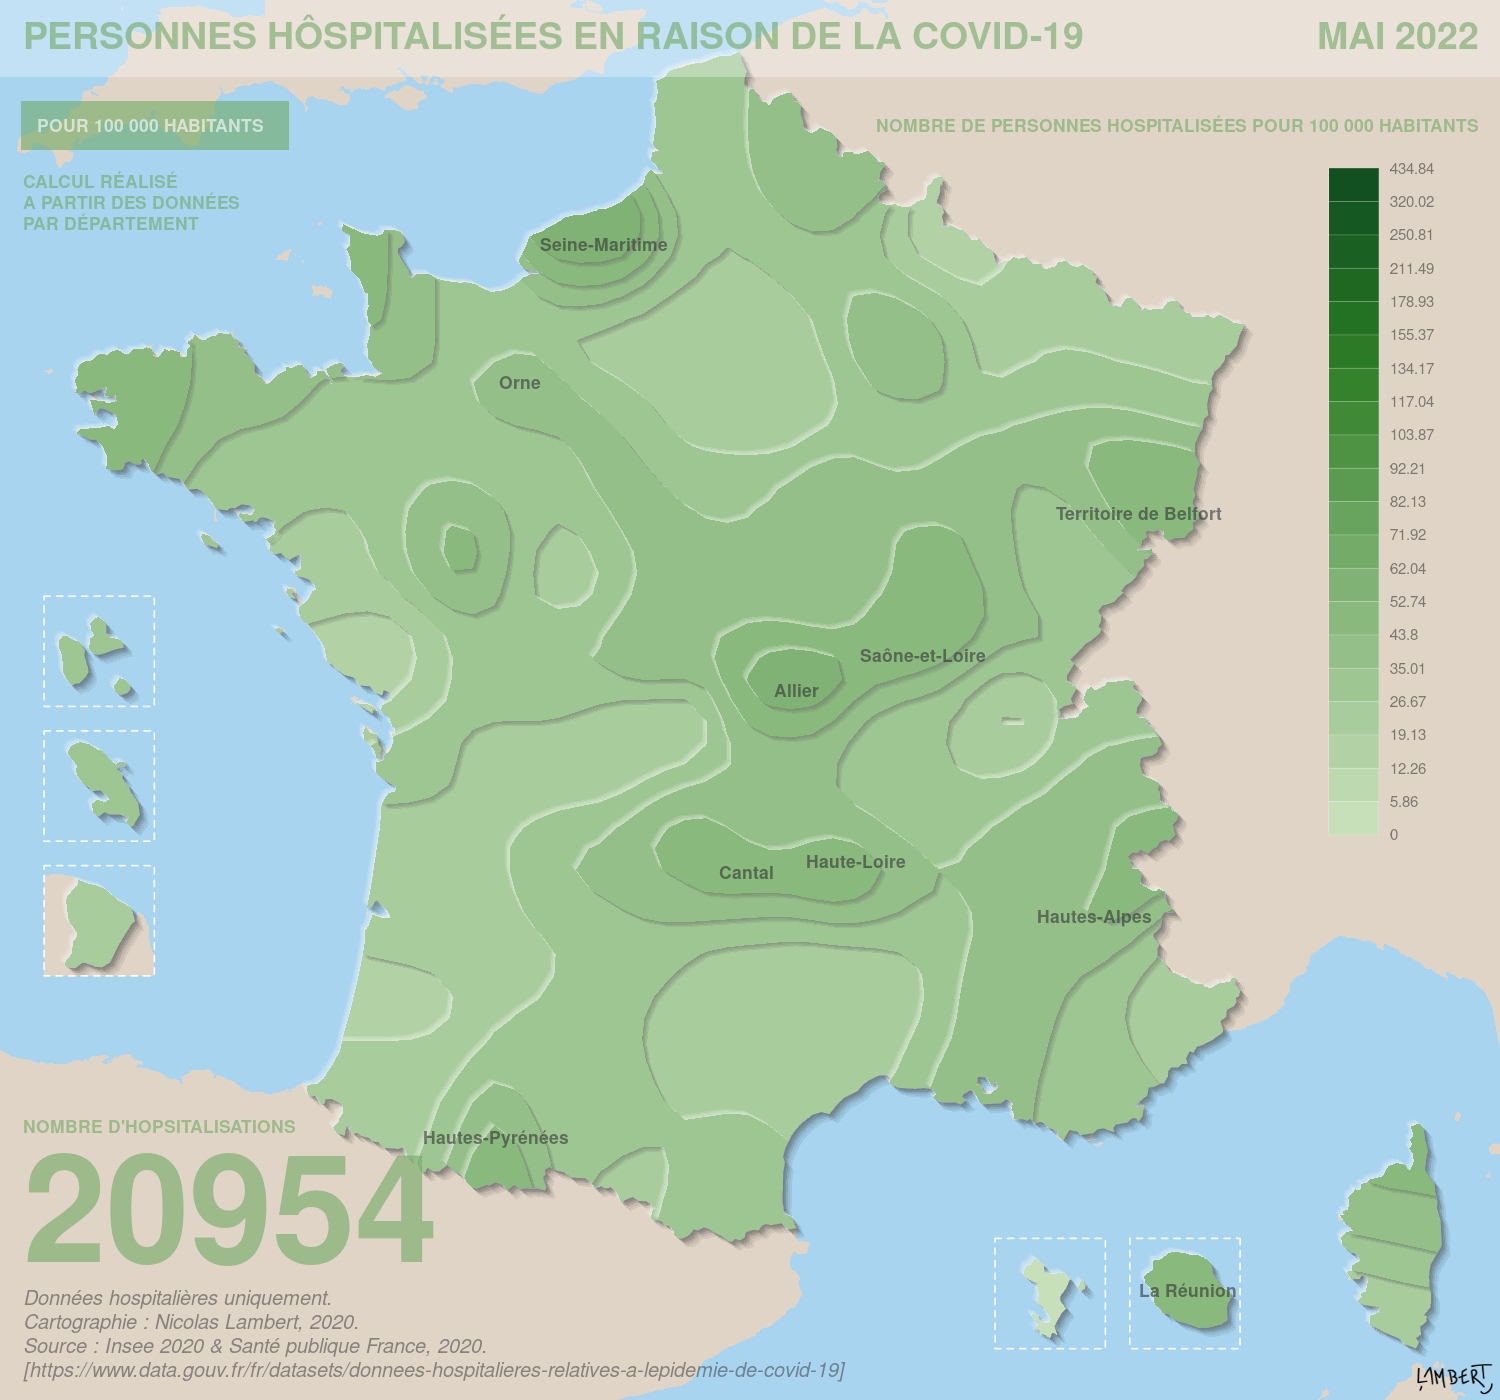 PERSONNES HÔSPITALISÉES EN RAISON DE LA COVID-19
MAI 2022
POUR 100 000 HABITANTS
CALCUL RÉALISÉ
A PARTIR DES DONNÉES
PAR DÉPARTEMENT
NOMBRE DE PERSONNES HOSPITALISÉES POUR 100 000 HABITANTS
434.84
320.02
250.81
211.49
178.93
155.37
134.17
117.04
103.87
92.21
82.13
71.92
62.04
52.74
43.8
35.01
26.67
19.13
12.26
5.86
0
Seine-Maritime
Orne
Territoire de Belfort
Saône-et-Loire
Allier
Haute-Loire
Cantal
Hautes-Alpes
Hautes-Pyrénées
La Réunion
NOMBRE D'HOPSITALISATIONS
20954
Données hospitalières uniquement.
Cartographie : Nicolas Lambert, 2020.
Source : Insee 2020 & Santé publique France, 2020.
[https://www.data.gouv.fr/fr/datasets/donnees-hospitalieres-relatives-a-lepidemie-de-covid-19]
LAMBERT